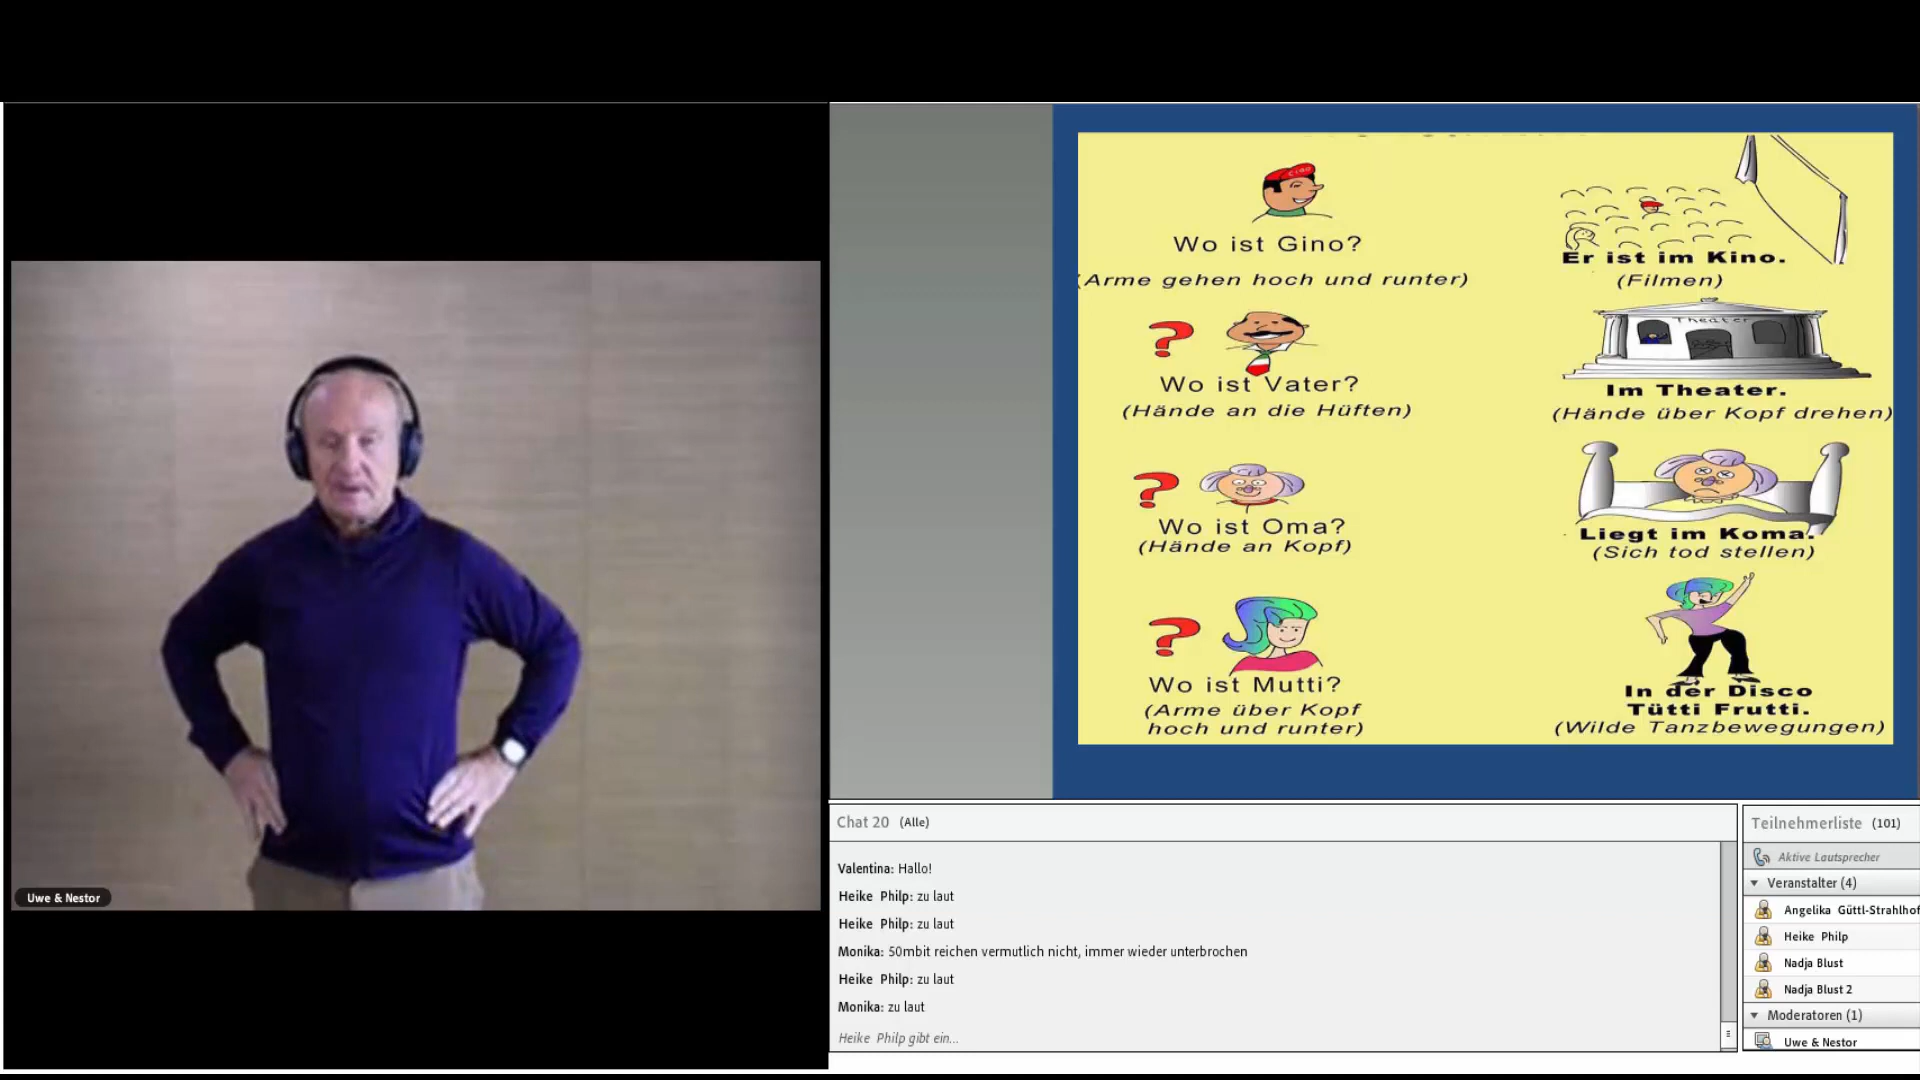 Uwe & Nestor
Ciao
Wo ist Gino?
(Arme gehen hoch und runter)
Er ist im Kino.
(Filmen)
?
Wo ist Vater?
(Hände an die Hüften)
Theater
Im Theater.
(Hände über Kopf drehen)
?
Wo ist Oma?
(Hände an Kopf)
Liegt im Koma.
(Sich tod stellen)
?
Wo ist Mutti?
(Arme über Kopf
hoch und runter)
In der Disco
Tütti Frutti.
(Wilde Tanzbewegungen)
Chat 20 (Alle)
Valentina: Hallo!
Heike Philp: zu laut
Heike Philp: zu laut
Monika: 50mbit reichen vermutlich nicht, immer wieder unterbrochen
Heike Philp: zu laut
Monika: zu laut
Heike Philp gibt ein...
Teilnehmerliste (101)
Aktive Lautsprecher
Veranstalter (4)
Angelika Güttl-Strahlhof
Heike Philp
Nadja Blust
Nadja Blust 2
Moderatoren (1)
Uwe & Nestor